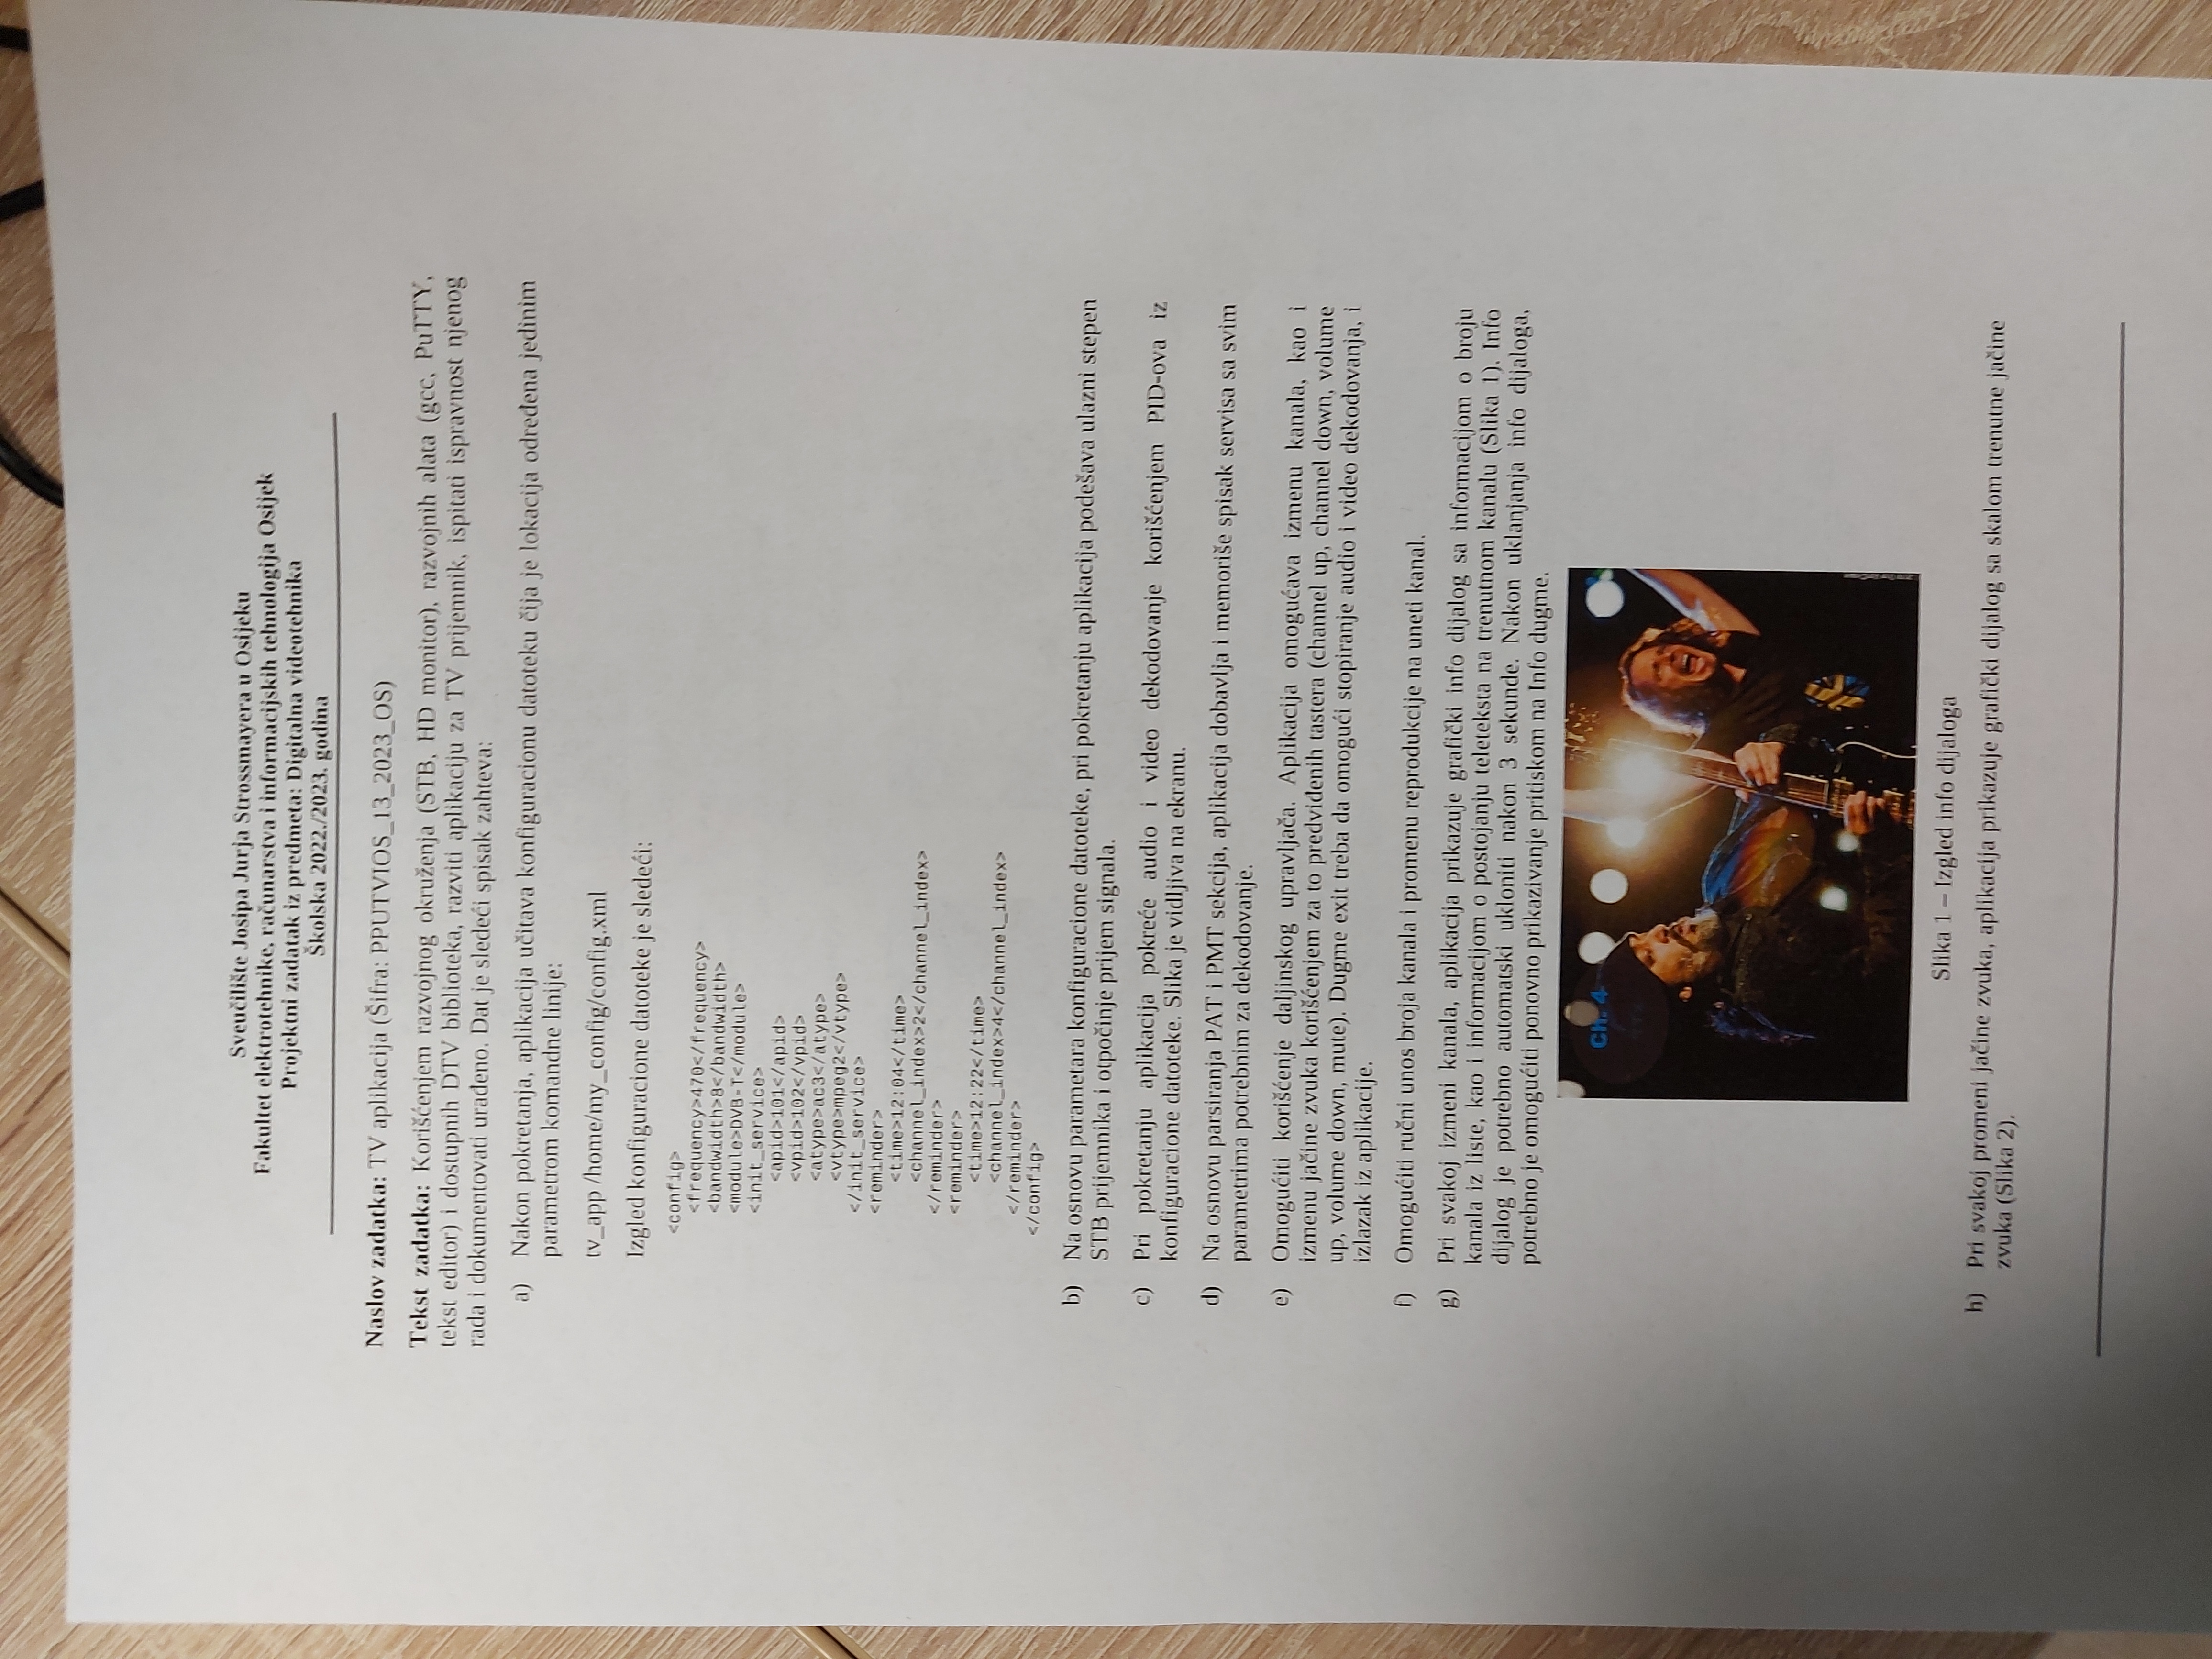 Sveučilište Josipa Jurja Strossmayera u Osijeku
Fakultet elektrotehnike, računarstva i informacijskih tehnologija Osijek
Projektni zadatak iz predmeta: Digitalna videotehnika
Školska 2022./2023. godina
Naslov zadatka: TV aplikacija (Šifra: PPUTVIOS_13_2023_OS)
Tekst zadatka: Korišćenjem razvojnog okruženja (STB, HD monitor), razvojnih alata (gcc, PuTTY,
tekst editor) i dostupnih DTV biblioteka, razviti aplikaciju za TV prijemnik, ispitati ispravnost njenog
rada i dokumentovati urađeno. Dat je sledeći spisak zahteva:
a) Nakon pokretanja, aplikacija učitava konfiguracionu datoteku čija je lokacija određena jedinim
parametrom komandne linije:
tv_app /home/my_config/config.xml
Izgled konfiguracione datoteke je sledeći:
<config>
<frequency>470</frequency>
<bandwidth>8</bandwidth>
<module>DVB-T</module>
<init_service>
<apid>101</apid>
<vpid>102</vpid>
<atype>ac3</atype>
<vtype>mpeg2</vtype>
</init_service>
<reminder>
<time>12:04</time>
<channel_index>2</channel_index>
</reminder>
<reminder>
<time>12:22</time>
<channel_index>4</channel_index>
</reminder>
</config>
b) Na osnovu parametara konfiguracione datoteke, pri pokretanju aplikacija podešava ulazni stepen
STB prijemnika i otpočinje prijem signala.
c) Pri pokretanju aplikacija pokreće audio i video dekodovanje korišćenjem PID-ova iz
konfiguracione datoteke. Slika je vidljiva na ekranu.
d) Na osnovu parsiranja PAT i PMT sekcija, aplikacija dobavlja i memoriše spisak servisa sa svim
parametrima potrebnim za dekodovanje.
e) Omogućiti korišćenje daljinskog upravljača. Aplikacija omogućava izmenu kanala, kao i
izmenu jačine zvuka korišćenjem za to predviđenih tastera (channel up, channel down, volume
up, volume down, mute). Dugme exit treba da omogući stopiranje audio i video dekodovanja, i
izlazak iz aplikacije.
f) Omogućiti ručni unos broja kanala i promenu reprodukcije na uneti kanal.
g) Pri svakoj izmeni kanala, aplikacija prikazuje grafički info dijalog sa informacijom o broju
kanala iz liste, kao i informacijom o postojanju teleteksta na trenutnom kanalu (Slika 1). Info
dijalog je potrebno automatski ukloniti nakon 3 sekunde. Nakon uklanjanja info dijaloga,
potrebno je omogućiti ponovno prikazivanje pritiskom na Info dugme.
CH. 4
Slika 1 – Izgled info dijaloga
h) Pri svakoj promeni jačine zvuka, aplikacija prikazuje grafički dijalog sa skalom trenutne jačine
zvuka (Slika 2).